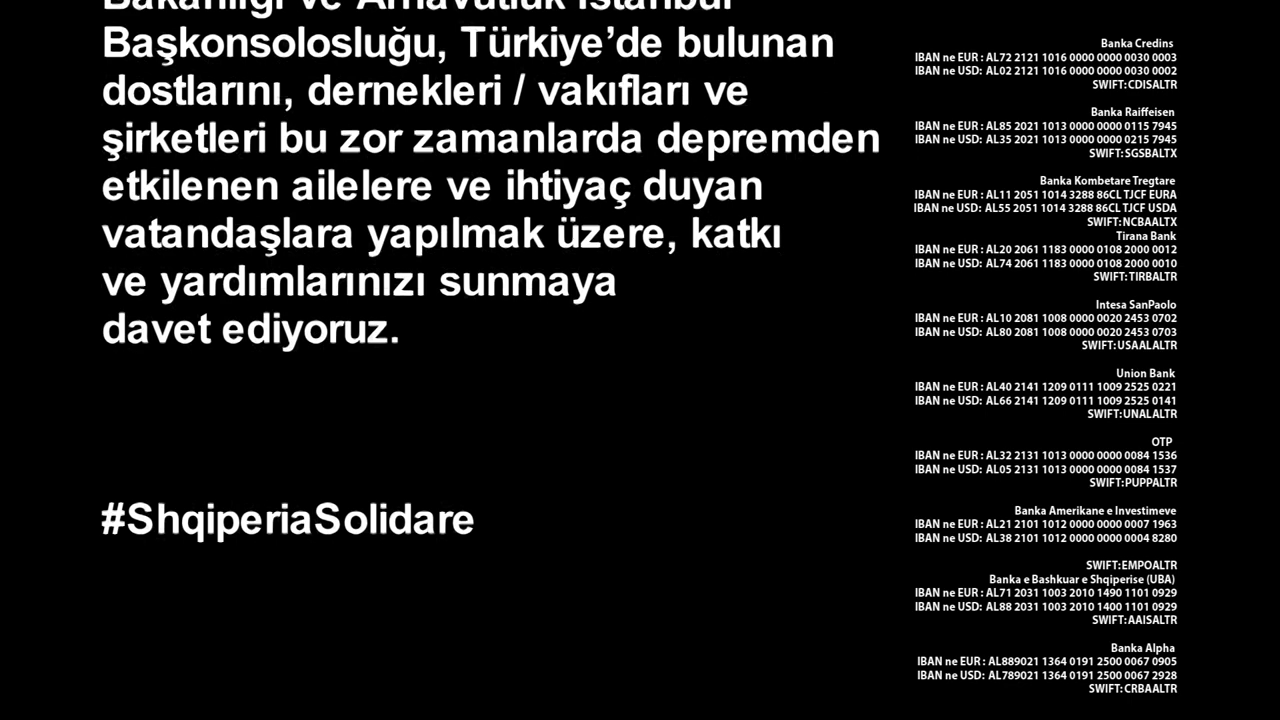 Bakanlığı ve Arnavutluk İstanbul
Başkonsolosluğu, Türkiye’de bulunan
dostlarını, dernekleri / vakıfları ve
şirketleri bu zor zamanlarda depremden
etkilenen ailelere ve ihtiyaç duyan
vatandaşlara yapılmak üzere, katkı
ve yardımlarınızı sunmaya
davet ediyoruz.
#ShqiperiaSolidare
Banka Credins
IBAN ne EUR : AL72 2121 1016 0000 0000 0030 0003
IBAN ne USD: AL02 2121 1016 0000 0000 0030 0002
SWIFT: CDISALTR
Banka Raiffeisen
IBAN ne EUR : AL85 2021 1013 0000 0000 0115 7945
IBAN ne USD: AL35 2021 1013 0000 0000 0215 7945
SWIFT: SGSBALTX
Banka Kombetare Tregtare
IBAN ne EUR : AL11 2051 1014 3288 86CL TJCF EURA
IBAN ne USD: AL55 2051 1014 3288 86CL TJCF USDA
SWIFT: NCBAALTX
Tirana Bank
IBAN ne EUR : AL20 2061 1183 0000 0108 2000 0012
IBAN ne USD: AL74 2061 1183 0000 0108 2000 0010
SWIFT: TIRBALTR
Intesa SanPaolo
IBAN ne EUR : AL10 2081 1008 0000 0020 2453 0702
IBAN ne USD: AL80 2081 1008 0000 0020 2453 0703
SWIFT: USAALALTR
Union Bank
IBAN ne EUR : AL40 2141 1209 0111 1009 2525 0221
IBAN ne USD: AL66 2141 1209 0111 1009 2525 0141
SWIFT: UNALALTR
OTP
IBAN ne EUR : AL32 2131 1013 0000 0000 0084 1536
IBAN ne USD: AL05 2131 1013 0000 0000 0084 1537
SWIFT: PUPPALTR
Banka Amerikane e Investimeve
IBAN ne EUR : AL21 2101 1012 0000 0000 0007 1963
IBAN ne USD: AL38 2101 1012 0000 0000 0004 8280
SWIFT: EMPOALTR
Banka e Bashkuar e Shqiperise (UBA)
IBAN ne EUR : AL71 2031 1003 2010 1490 1101 0929
IBAN ne USD: AL88 2031 1003 2010 1400 1101 0929
SWIFT: AAISALTR
Banka Alpha
IBAN ne EUR : AL889021 1364 0191 2500 0067 0905
IBAN ne USD: AL789021 1364 0191 2500 0067 2928
SWIFT: CRBAALTR